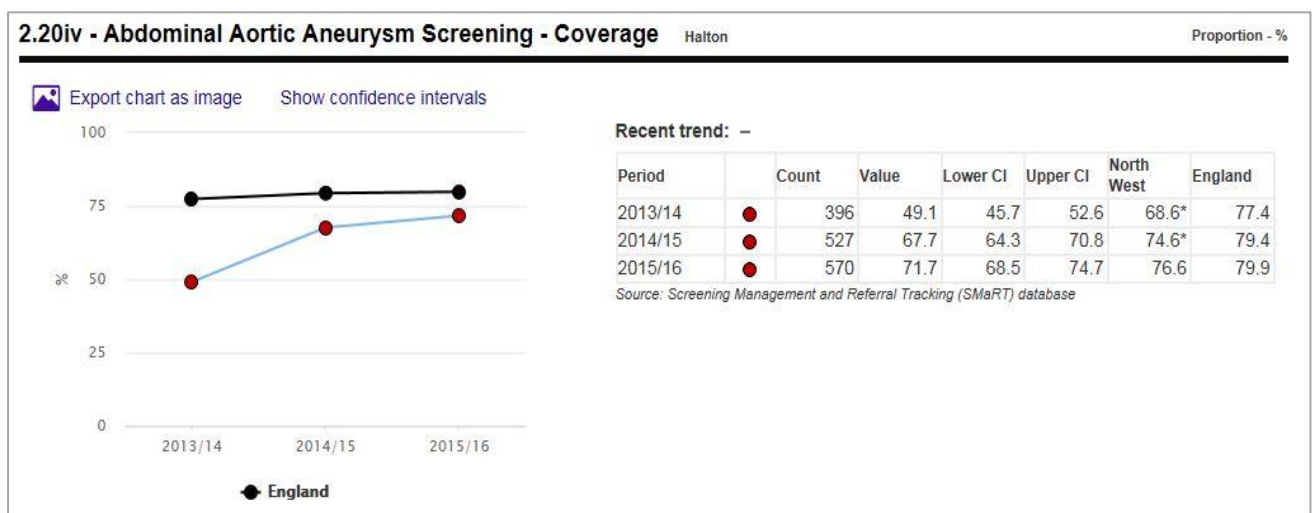 2.20iv - Abdominal Aortic Aneurysm Screening - Coverage Halton Proportion - %
Export chart as image Show confidence intervals
100
75
50
25
0
%
2013/14 2014/15 2015/16
England
Recent trend: –
Period Count Value Lower CI Upper CI North West England
2013/14 396 49.1 45.7 52.6 68.6* 77.4
2014/15 527 67.7 64.3 70.8 74.6* 79.4
2015/16 570 71.7 68.5 74.7 76.6 79.9
Source: Screening Management and Referral Tracking (SMaRT) database